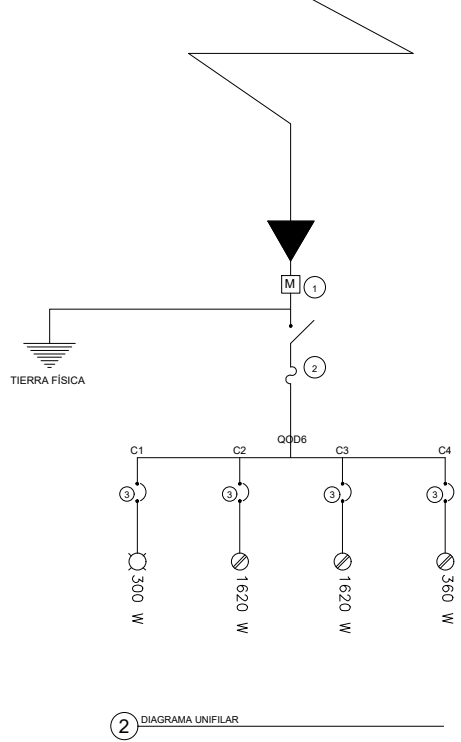 M
1
TIERRA FÍSICA
2
QOD6
C1
C2
C3
C4
3
3
3
3
300 W
1620 W
1620 W
360 W
2
DIAGRAMA UNIFILAR